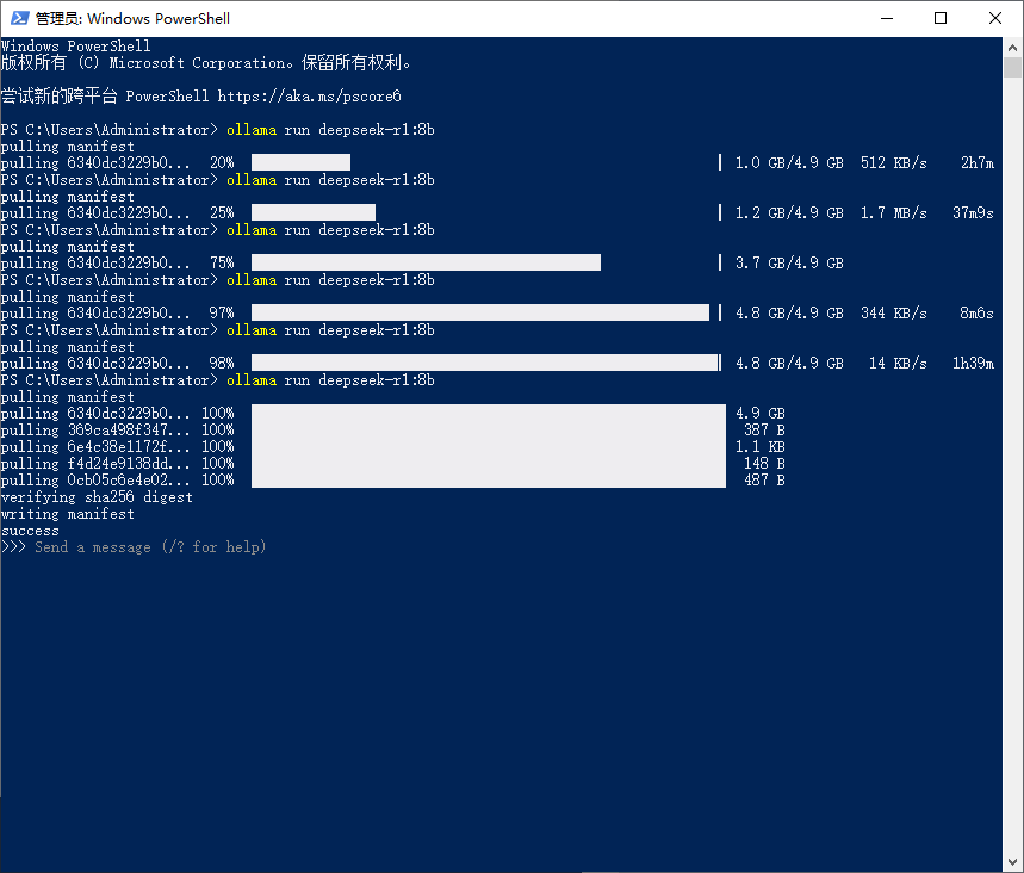 管理员: Windows PowerShell
Windows PowerShell
版权所有 (C) Microsoft Corporation。保留所有权利。
尝试新的跨平台 PowerShell https://aka.ms/pscore6
PS C:\Users\Administrator> ollama run deepseek-r1:8b
pulling manifest
pulling 6340dc3229b0... 20% | 1.0 GB/4.9 GB 512 KB/s 2h7m
PS C:\Users\Administrator> ollama run deepseek-r1:8b
pulling manifest
pulling 6340dc3229b0... 25% | 1.2 GB/4.9 GB 1.7 MB/s 37m9s
PS C:\Users\Administrator> ollama run deepseek-r1:8b
pulling manifest
pulling 6340dc3229b0... 75% | 3.7 GB/4.9 GB
PS C:\Users\Administrator> ollama run deepseek-r1:8b
pulling manifest
pulling 6340dc3229b0... 97% | 4.8 GB/4.9 GB 344 KB/s 8m6s
PS C:\Users\Administrator> ollama run deepseek-r1:8b
pulling manifest
pulling 6340dc3229b0... 98% | 4.8 GB/4.9 GB 14 KB/s 1h39m
PS C:\Users\Administrator> ollama run deepseek-r1:8b
pulling manifest
pulling 6340dc3229b0... 100% 4.9 GB
pulling 369ca498f347... 100% 387 B
pulling 6e4c38e1172f... 100% 1.1 KB
pulling f4d24e9138dd... 100% 148 B
pulling 0cb05c6e4e02... 100% 487 B
verifying sha256 digest
writing manifest
success
>>> Send a message (/? for help)